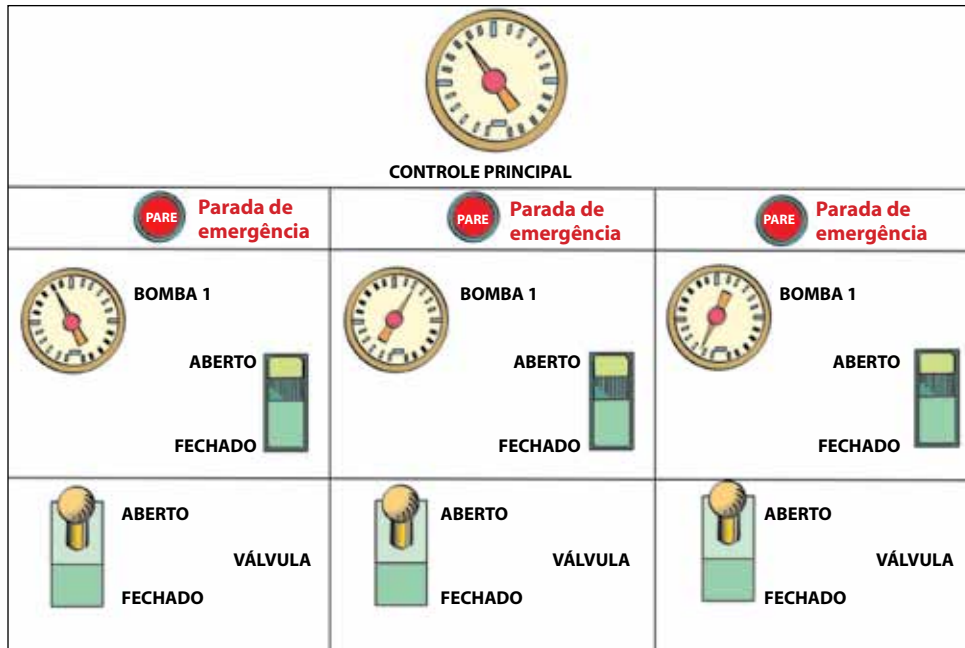 CONTROLE PRINCIPAL
PARE
Parada de
emergência
PARE
Parada de
emergência
PARE
Parada de
emergência
BOMBA 1
ABERTO
FECHADO
BOMBA 1
ABERTO
FECHADO
BOMBA 1
ABERTO
FECHADO
ABERTO
VÁLVULA
FECHADO
ABERTO
VÁLVULA
FECHADO
ABERTO
VÁLVULA
FECHADO